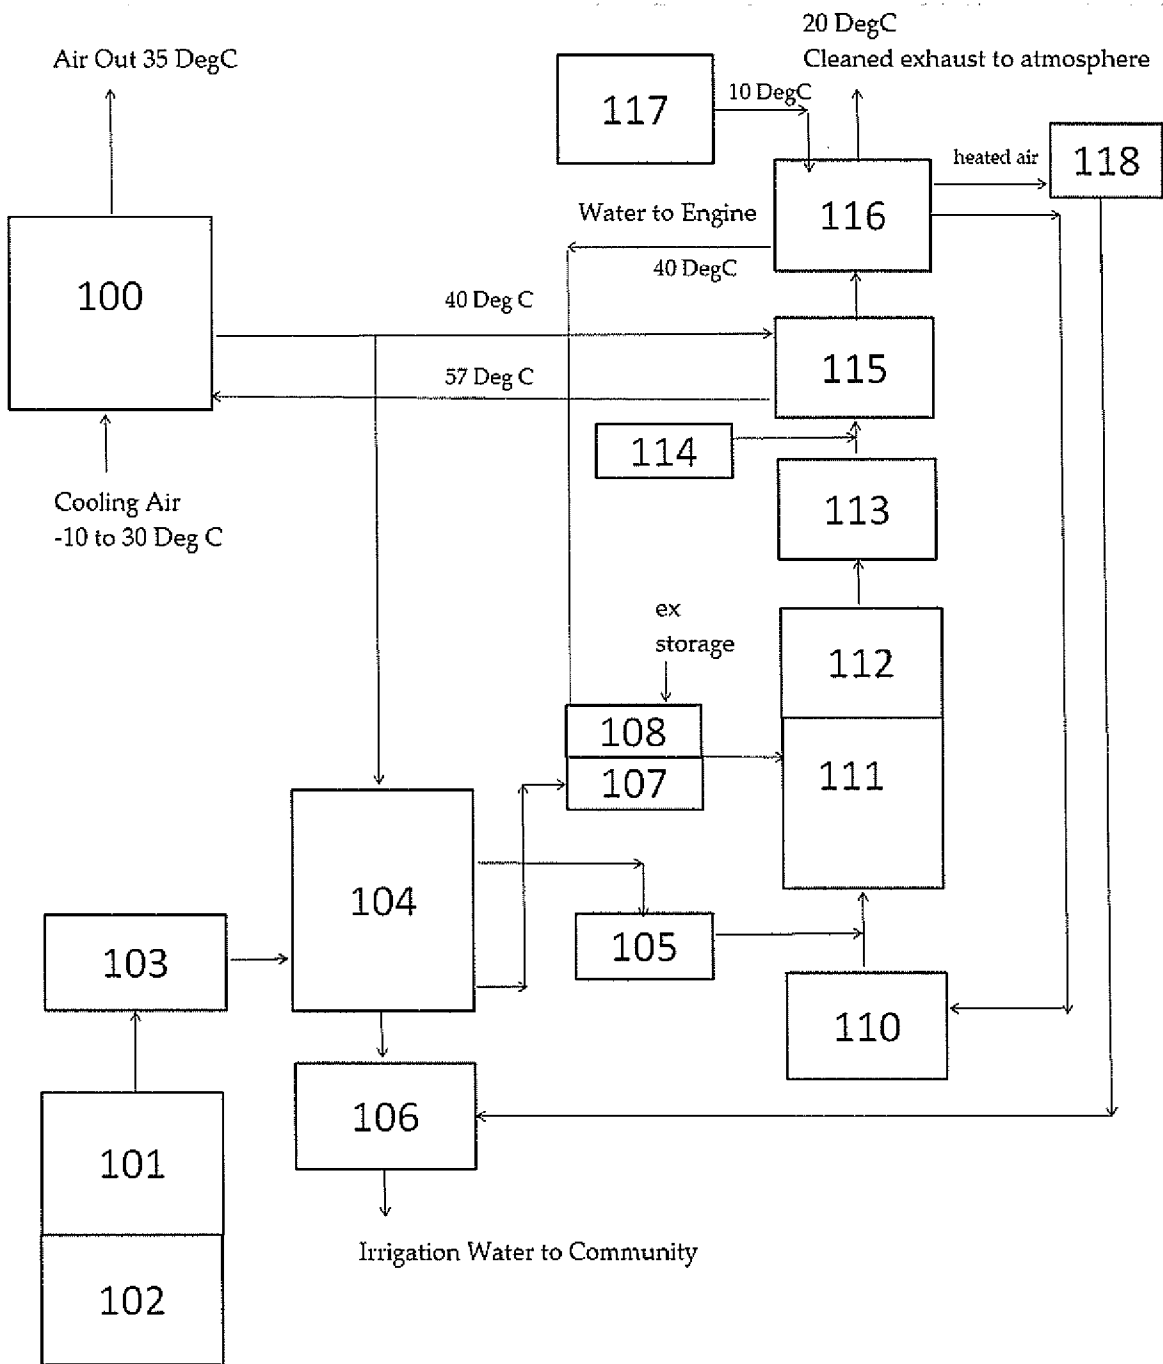 20 DegC
Air Out 35 DegC
Cleaned exhaust to atmosphere
117
10 DegC
heated air
118
Water to Engine
116
40 DegC
100
40 Deg C
115
57 Deg C
114
Cooling Air
-10 to 30 Deg C
113
ex
storage
112
108
107
111
104
103
105
110
106
101
Irrigation Water to Community
102